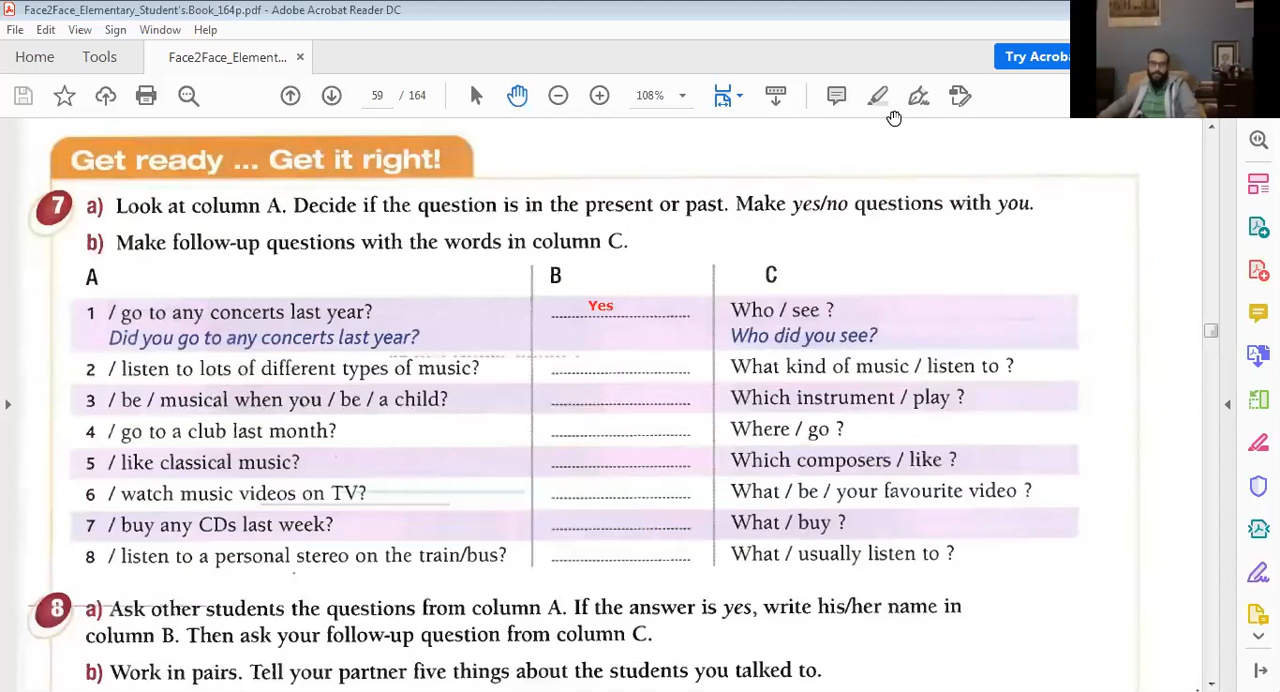 Face2Face_Elementary_Student's.Book_164p.pdf - Adobe Acrobat Reader DC
File Edit View Sign Window Help
Home Tools Face2Face_Element... × Try Acroba
59 / 164 108%
Get ready ... Get it right!
7 a) Look at column A. Decide if the question is in the present or past. Make yes/no questions with you.
b) Make follow-up questions with the words in column C.
A B C
1 / go to any concerts last year? Yes Who / see ?
Did you go to any concerts last year? Who did you see?
2 / listen to lots of different types of music? What kind of music / listen to ?
3 / be / musical when you / be / a child? Which instrument / play ?
4 / go to a club last month? Where / go ?
5 / like classical music? Which composers / like ?
6 / watch music videos on TV? What / be / your favourite video ?
7 / buy any CDs last week? What / buy ?
8 / listen to a personal stereo on the train/bus? What / usually listen to ?
8 a) Ask other students the questions from column A. If the answer is yes, write his/her name in
column B. Then ask your follow-up question from column C.
b) Work in pairs. Tell your partner five things about the students you talked to.